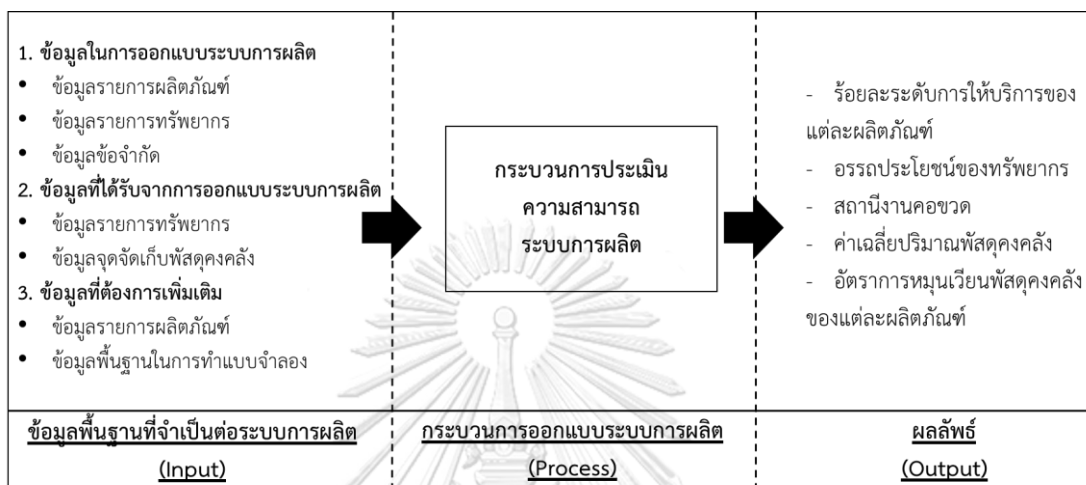 1. ข้อมูลในการออกแบบระบบการผลิต
• ข้อมูลรายการผลิตภัณฑ์
• ข้อมูลรายการทรัพยากร
• ข้อมูลข้อจำกัด
2. ข้อมูลที่ได้รับจากการออกแบบระบบการผลิต
• ข้อมูลรายการทรัพยากร
• ข้อมูลจุดจัดเก็บพัสดุคงคลัง
3. ข้อมูลที่ต้องการเพิ่มเติม
• ข้อมูลรายการผลิตภัณฑ์
• ข้อมูลพื้นฐานในการทำแบบจำลอง
ข้อมูลพื้นฐานที่จำเป็นต่อระบบการผลิต
(Input)
กระบวนการประเมิน
ความสามารถ
ระบบการผลิต
กระบวนการออกแบบระบบการผลิต
(Process)
- ร้อยละระดับการให้บริการของ
แต่ละผลิตภัณฑ์
- อรรถประโยชน์ของทรัพยากร
- สถานีงานคอขวด
- ค่าเฉลี่ยปริมาณพัสดุคงคลัง
- อัตราการหมุนเวียนพัสดุคงคลัง
ของแต่ละผลิตภัณฑ์
ผลลัพธ์
(Output)